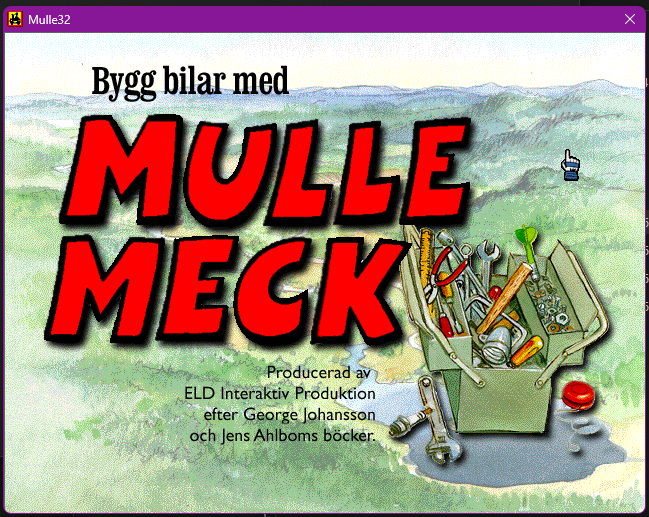 Mulle32
Bygg bilar med
MULLE
MECK
Producerad av
ELD Interaktiv Produktion
efter George Johansson
och Jens Ahlboms böcker.